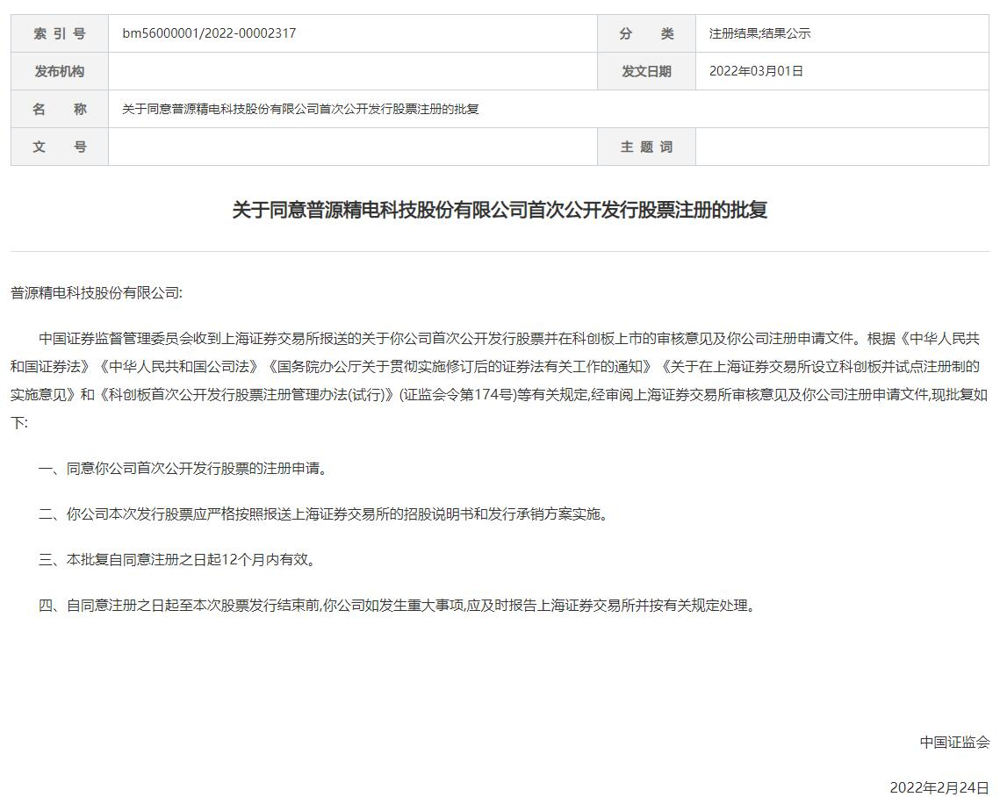 索 引 号 bm56000001/2022-00002317 分 类 注册结果;结果公示
发布机构 发文日期 2022年03月01日
名 称 关于同意普源精电科技股份有限公司首次公开发行股票注册的批复
文 号 主 题 词
关于同意普源精电科技股份有限公司首次公开发行股票注册的批复
普源精电科技股份有限公司:
中国证券监督管理委员会收到上海证券交易所报送的关于你公司首次公开发行股票并在科创板上市的审核意见及你公司注册申请文件。根据《中华人民共
和国证券法》《中华人民共和国公司法》《国务院办公厅关于贯彻实施修订后的证券法有关工作的通知》《关于在上海证券交易所设立科创板并试点注册制的
实施意见》和《科创板首次公开发行股票注册管理办法(试行)》(证监会令第174号)等有关规定,经审阅上海证券交易所审核意见及你公司注册申请文件,现批复如
下:
一、同意你公司首次公开发行股票的注册申请。
二、你公司本次发行股票应严格按照报送上海证券交易所的招股说明书和发行承销方案实施。
三、本批复自同意注册之日起12个月内有效。
四、自同意注册之日起至本次股票发行结束前,你公司如发生重大事项,应及时报告上海证券交易所并按有关规定处理。
中国证监会
2022年2月24日